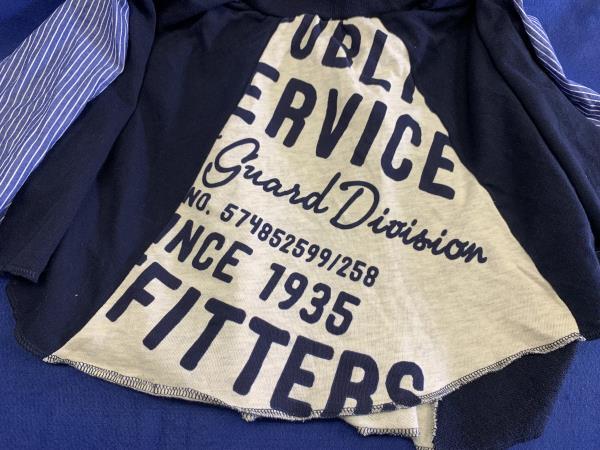 UBLI
ERVICE
Guard Division
NO. 574852599/258
INCE 1935
FITTERS